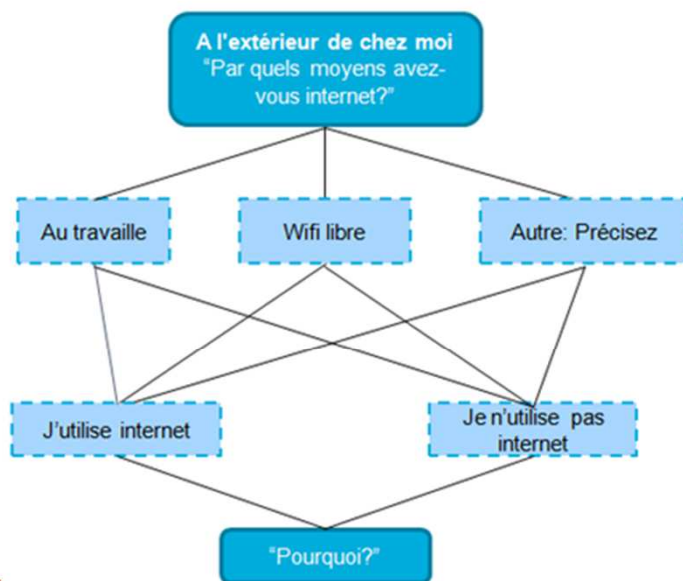 A l'extérieur de chez moi
"Par quels moyens avez-
vous internet?"
Au travaille
Wifi libre
Autre: Précisez
J'utilise internet
Je n'utilise pas
internet
"Pourquoi?"